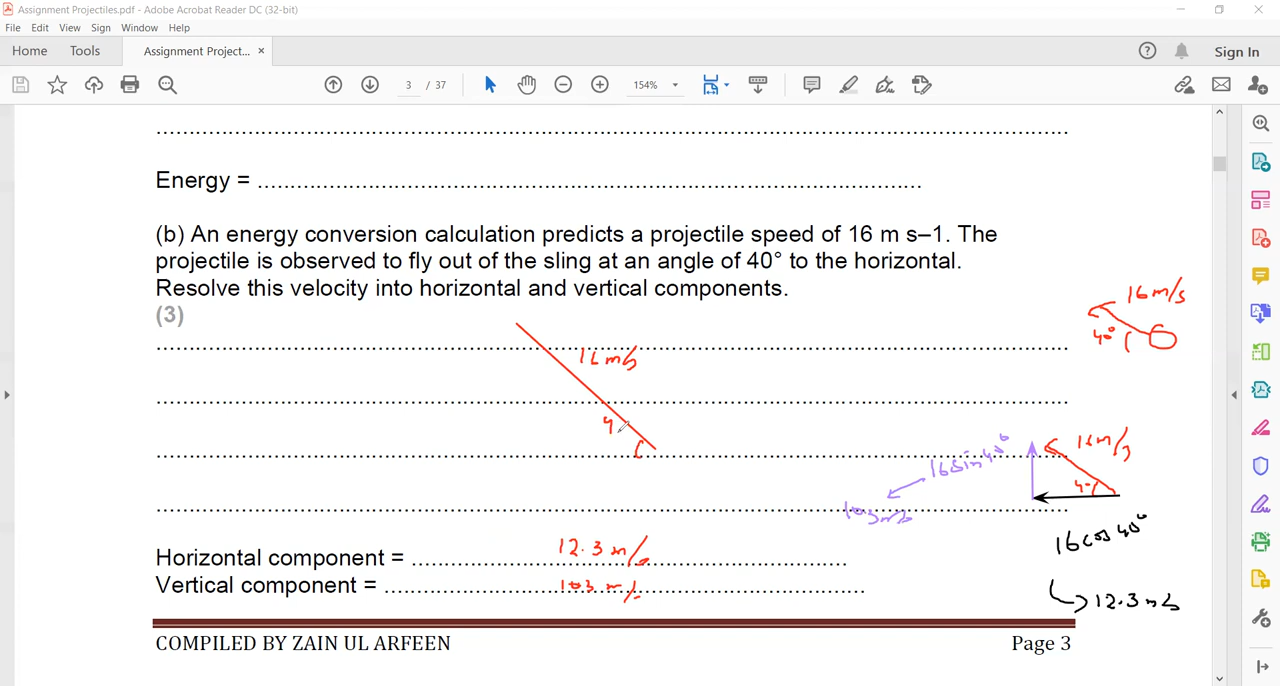 Assignment Projectiles.pdf - Adobe Acrobat Reader DC (32-bit)
File Edit View Sign Window Help
Home Tools Assignment Project... × Sign In
3 / 37 154%
Energy = ..........
(b) An energy conversion calculation predicts a projectile speed of 16 m s–1. The
projectile is observed to fly out of the sling at an angle of 40° to the horizontal.
Resolve this velocity into horizontal and vertical components.
(3)
16 m/s
40°
16 m/s
4
16 m/s
16 sin 40°
16 cos 40°
12.3 m/s
Horizontal component = 12.3 m/s
Vertical component = 103 m/s
COMPILED BY ZAIN UL ARFEEN Page 3